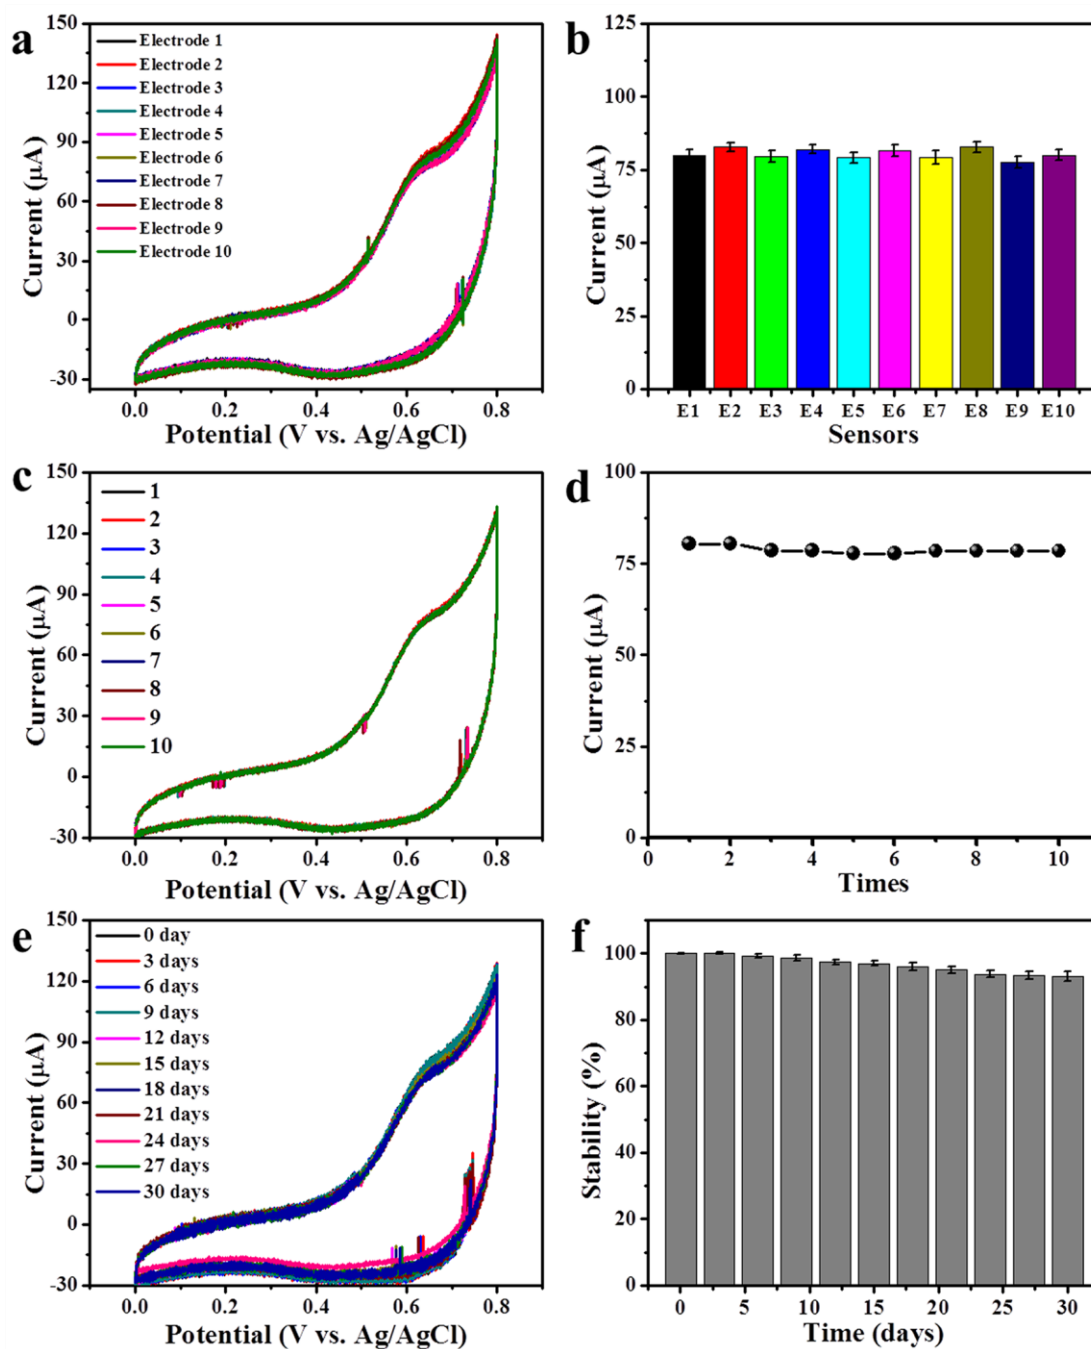 a
Electrode 1
Electrode 2
Electrode 3
Electrode 4
Electrode 5
Electrode 6
Electrode 7
Electrode 8
Electrode 9
Electrode 10
150
120
90
60
30
0
-30
Current (µA)
0.0 0.2 0.4 0.6 0.8
Potential (V vs. Ag/AgCl)
b
125
100
75
50
25
0
Current (µA)
E1 E2 E3 E4 E5 E6 E7 E8 E9 E10
Sensors
c
1
2
3
4
5
6
7
8
9
10
150
120
90
60
30
0
-30
Current (µA)
0.0 0.2 0.4 0.6 0.8
Potential (V vs. Ag/AgCl)
d
100
75
50
25
0
Current (µA)
0 2 4 6 8 10
Times
e
0 day
3 days
6 days
9 days
12 days
15 days
18 days
21 days
24 days
27 days
30 days
150
120
90
60
30
0
-30
Current (µA)
0.0 0.2 0.4 0.6 0.8
Potential (V vs. Ag/AgCl)
f
100
80
60
40
20
0
Stability (%)
0 5 10 15 20 25 30
Time (days)